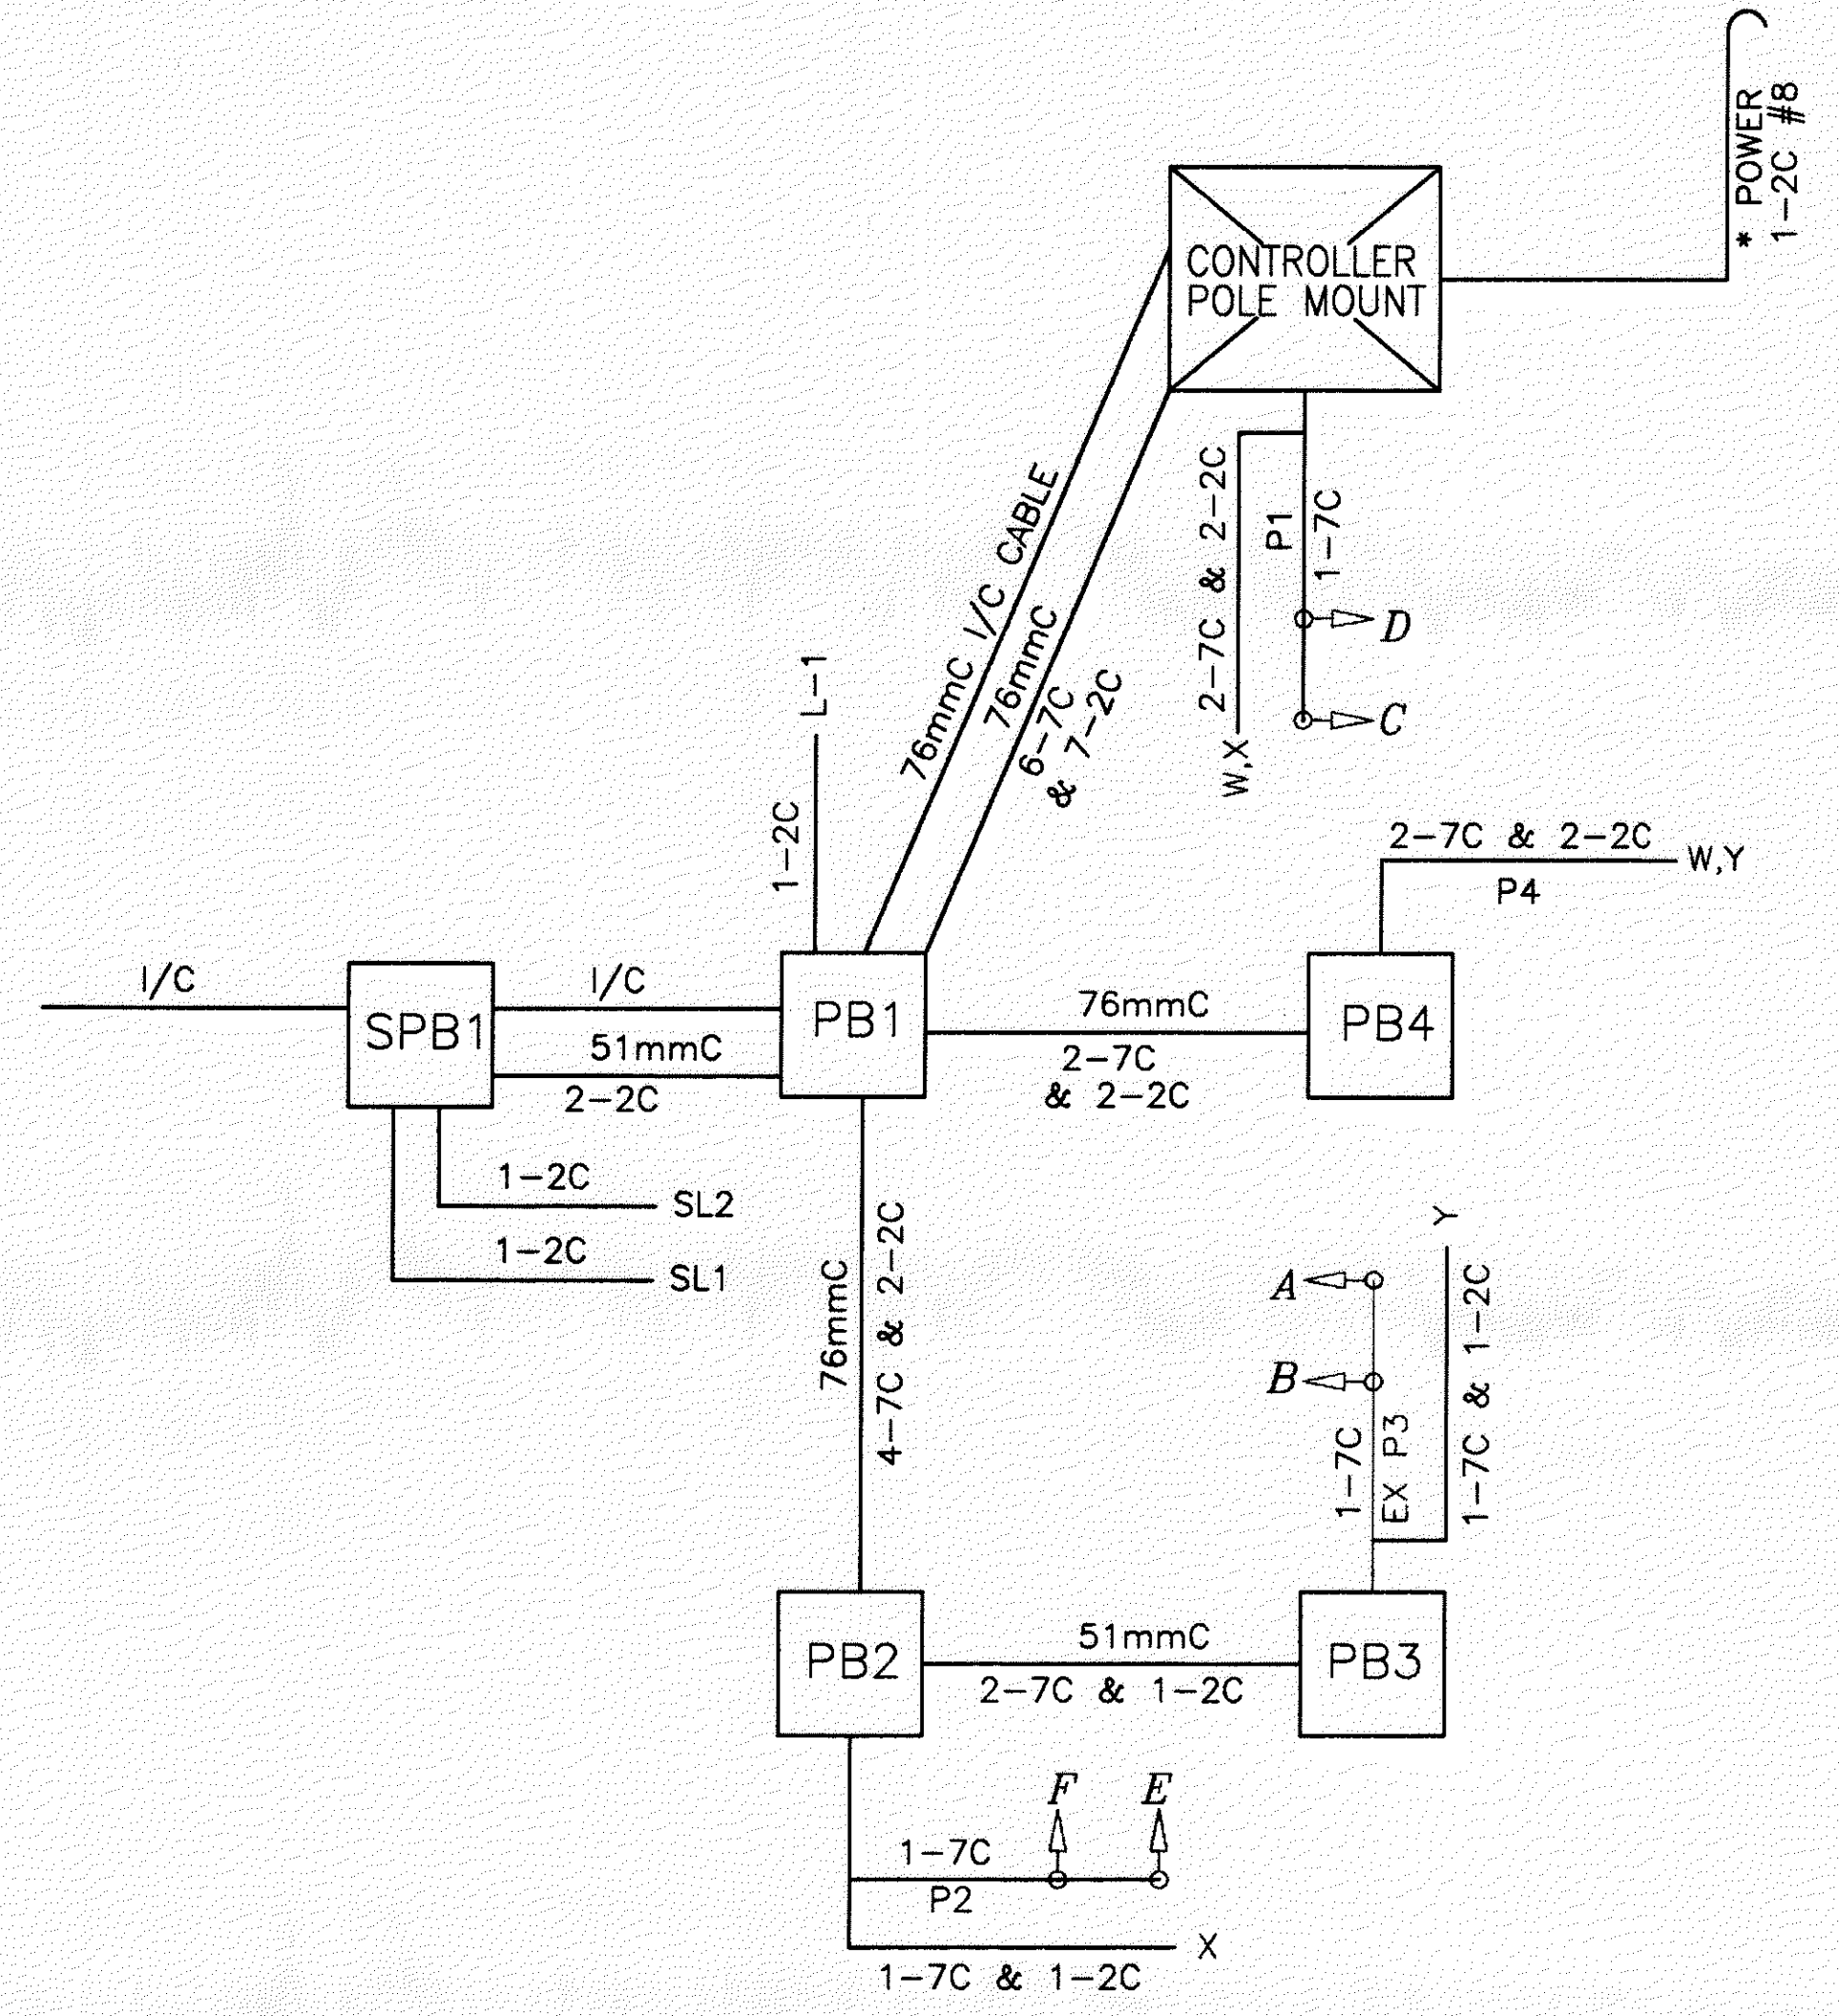 * POWER
1-2C #8
CONTROLLER
POLE MOUNT
76mmC I/C CABLE
76mmC
6-7C
& 7-2C
2-7C & 2-2C
W,X
P1
1-7C
D
C
L-1
1-2C
2-7C & 2-2C
P4
W,Y
I/C
SPB1
I/C
51mmC
2-2C
PB1
76mmC
2-7C
& 2-2C
PB4
1-2C
SL2
1-2C
SL1
76mmC
4-7C & 2-2C
A
B
1-7C
EX P3
Y
1-7C & 1-2C
PB2
51mmC
2-7C & 1-2C
PB3
F
E
1-7C
P2
X
1-7C & 1-2C